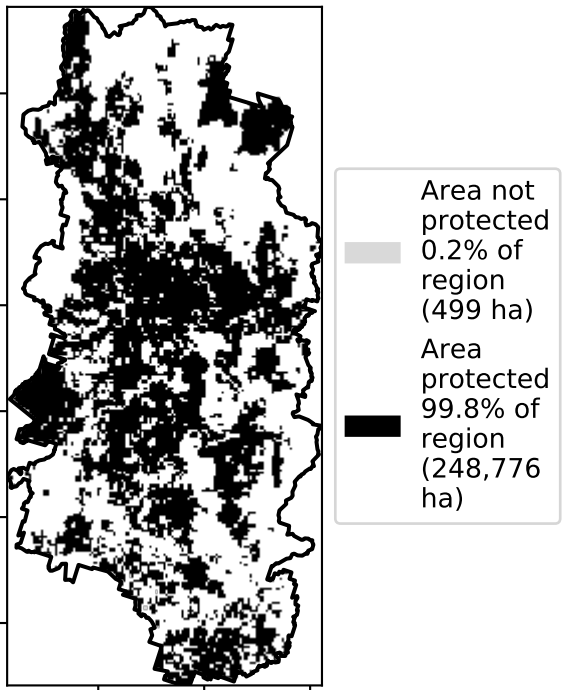 Area not
protected
0.2% of
region
(499 ha)
Area
protected
99.8% of
region
(248,776
ha)